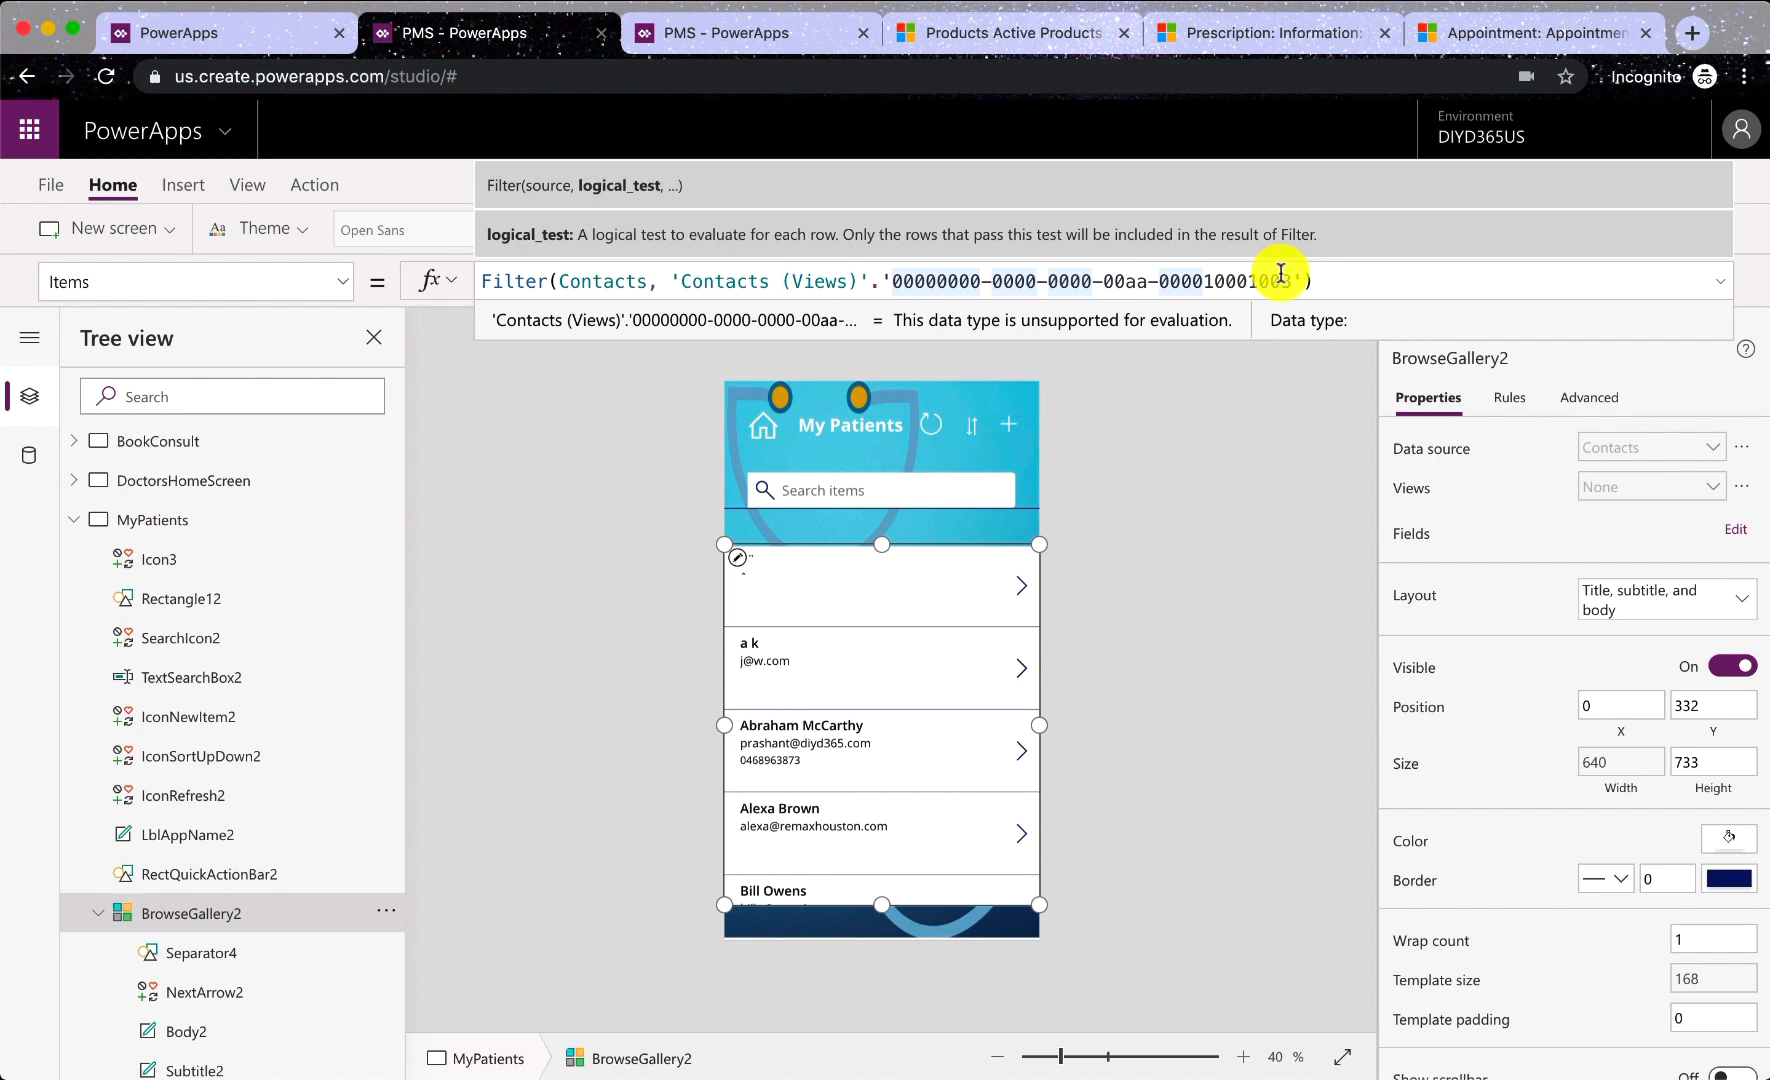 PowerApps
PMS - PowerApps
PMS - PowerApps
Products Active Products
Prescription: Information:
Appointment: Appointmen
us.create.powerapps.com/studio/#
Incognito
PowerApps
Environment
DIYD365US
File
Home
Insert
View
Action
Filter(source, logical_test, ...)
New screen
Theme
Open Sans
logical_test: A logical test to evaluate for each row. Only the rows that pass this test will be included in the result of Filter.
Items
=
fx
Filter(Contacts, 'Contacts (Views)'.'00000000-0000-0000-00aa-000010001003')
'Contacts (Views)'.'00000000-0000-0000-00aa-...
= This data type is unsupported for evaluation.
Data type:
Tree view
Search
BookConsult
DoctorsHomeScreen
MyPatients
Icon3
Rectangle12
SearchIcon2
TextSearchBox2
IconNewItem2
IconSortUpDown2
IconRefresh2
LblAppName2
RectQuickActionBar2
BrowseGallery2
Separator4
NextArrow2
Body2
Subtitle2
My Patients
Search items
a k
j@w.com
Abraham McCarthy
prashant@diyd365.com
0468963873
Alexa Brown
alexa@remaxhouston.com
Bill Owens
MyPatients
BrowseGallery2
40 %
BrowseGallery2
Properties
Rules
Advanced
Data source
Contacts
Views
None
Fields
Edit
Layout
Title, subtitle, and
body
Visible
On
Position
0
332
X
Y
Size
640
733
Width
Height
Color
Border
0
Wrap count
1
Template size
168
Template padding
0
Show scrollbar
Off